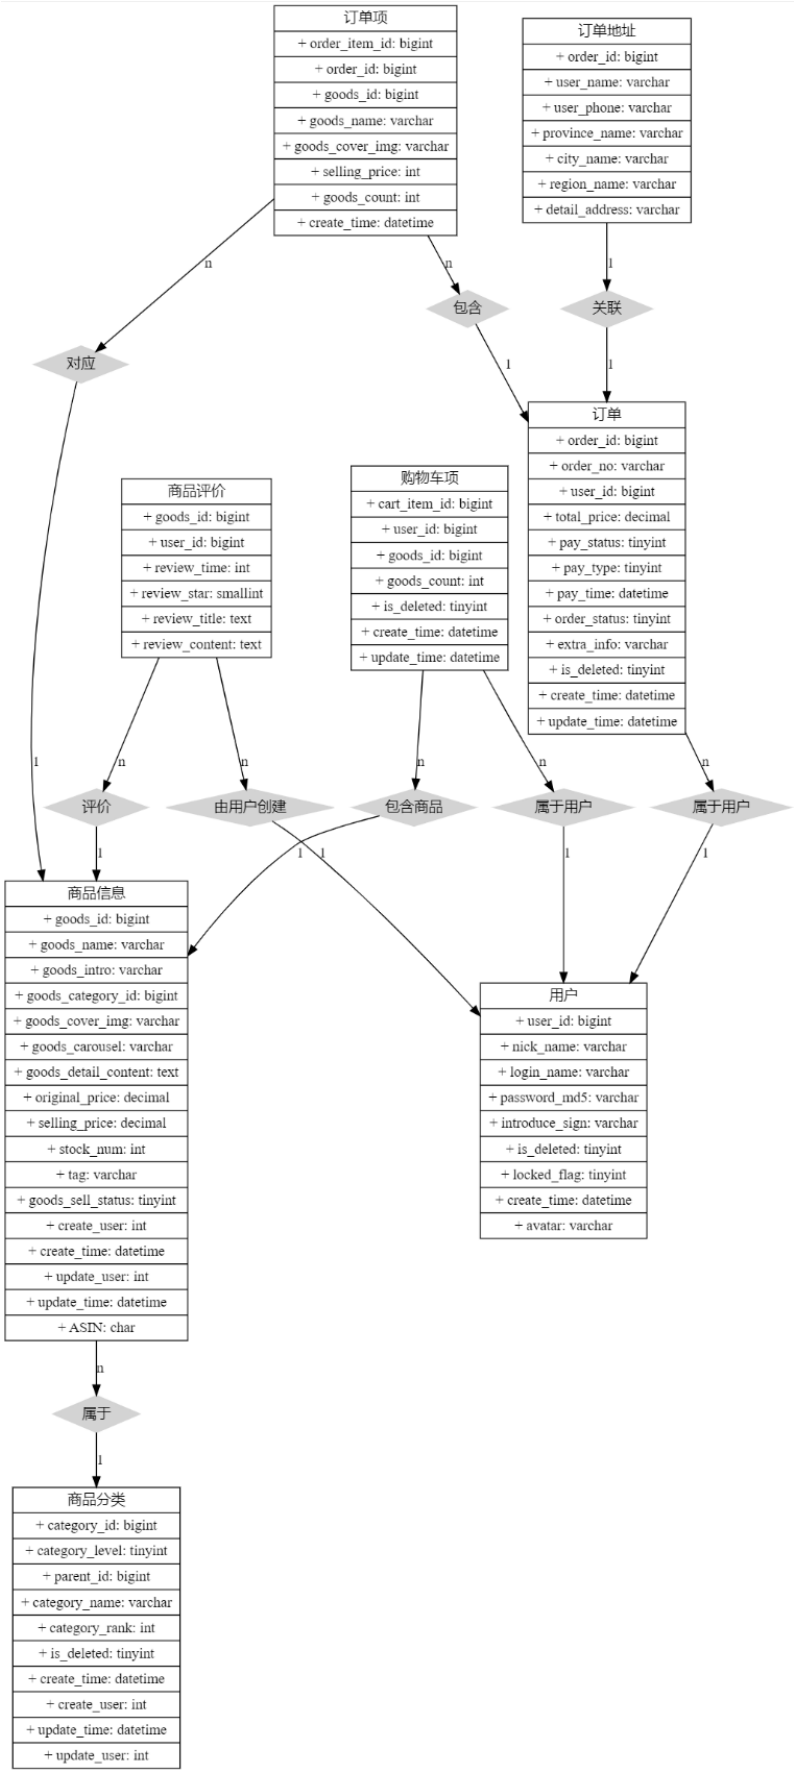 订单项
+ order_item_id: bigint
+ order_id: bigint
+ goods_id: bigint
+ goods_name: varchar
+ goods_cover_img: varchar
+ selling_price: int
+ goods_count: int
+ create_time: datetime
订单地址
+ order_id: bigint
+ user_name: varchar
+ user_phone: varchar
+ province_name: varchar
+ city_name: varchar
+ region_name: varchar
+ detail_address: varchar
n
n
1
包含
关联
对应
1
1
订单
+ order_id: bigint
+ order_no: varchar
+ user_id: bigint
+ total_price: decimal
+ pay_status: tinyint
+ pay_type: tinyint
+ pay_time: datetime
+ order_status: tinyint
+ extra_info: varchar
+ is_deleted: tinyint
+ create_time: datetime
+ update_time: datetime
商品评价
+ goods_id: bigint
+ user_id: bigint
+ review_time: int
+ review_star: smallint
+ review_title: text
+ review_content: text
购物车项
+ cart_item_id: bigint
+ user_id: bigint
+ goods_id: bigint
+ goods_count: int
+ is_deleted: tinyint
+ create_time: datetime
+ update_time: datetime
1
n
n
n
n
n
评价
由用户创建
包含商品
属于用户
属于用户
1
1
1
1
1
商品信息
+ goods_id: bigint
+ goods_name: varchar
+ goods_intro: varchar
+ goods_category_id: bigint
+ goods_cover_img: varchar
+ goods_carousel: varchar
+ goods_detail_content: text
+ original_price: decimal
+ selling_price: decimal
+ stock_num: int
+ tag: varchar
+ goods_sell_status: tinyint
+ create_user: int
+ create_time: datetime
+ update_user: int
+ update_time: datetime
+ ASIN: char
用户
+ user_id: bigint
+ nick_name: varchar
+ login_name: varchar
+ password_md5: varchar
+ introduce_sign: varchar
+ is_deleted: tinyint
+ locked_flag: tinyint
+ create_time: datetime
+ avatar: varchar
n
属于
1
商品分类
+ category_id: bigint
+ category_level: tinyint
+ parent_id: bigint
+ category_name: varchar
+ category_rank: int
+ is_deleted: tinyint
+ create_time: datetime
+ create_user: int
+ update_time: datetime
+ update_user: int